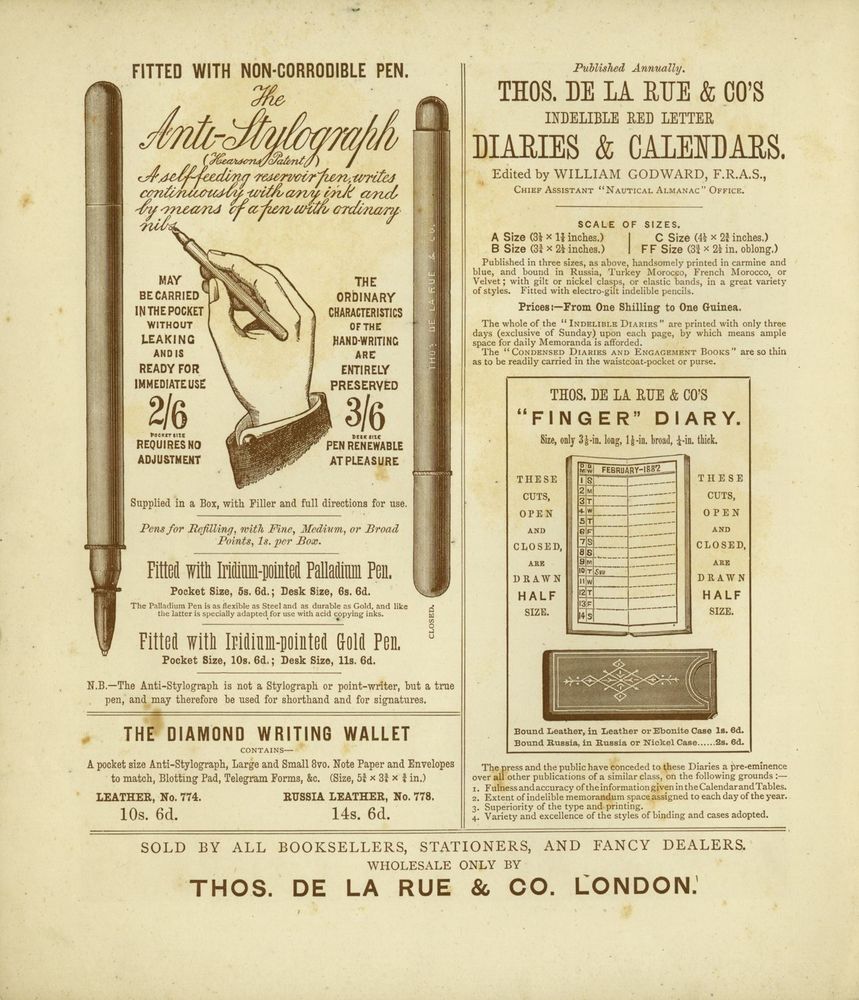 FITTED WITH NON-CORRODIBLE PEN.
The
Anti-Stylograph
(Hearson's Patent)
A self-feeding reservoir pen, writes
continuously with any ink and
by means of a pen with ordinary
nibs
MAY
BE CARRIED
IN THE POCKET
WITHOUT
LEAKING
AND IS
READY FOR
IMMEDIATE USE
2/6
POCKET SIZE
REQUIRES NO
ADJUSTMENT
THE
ORDINARY
CHARACTERISTICS
OF THE
HAND-WRITING
ARE
ENTIRELY
PRESERVED
3/6
DESK SIZE
PEN RENEWABLE
AT PLEASURE
THOS. DE LA RUE & CO.
CLOSED.
Supplied in a Box, with Filler and full directions for use.
Pens for Refilling, with Fine, Medium, or Broad
Points, 1s. per Box.
Fitted with Iridium-pointed Palladium Pen.
Pocket Size, 5s. 6d.; Desk Size, 6s. 6d.
The Palladium Pen is as flexible as Steel and as durable as Gold, and like
the latter is specially adapted for use with acid copying inks.
Fitted with Iridium-pointed Gold Pen.
Pocket Size, 10s. 6d.; Desk Size, 11s. 6d.
N.B.—The Anti-Stylograph is not a Stylograph or point-writer, but a true
pen, and may therefore be used for shorthand and for signatures.
THE DIAMOND WRITING WALLET
CONTAINS—
A pocket size Anti-Stylograph, Large and Small 8vo. Note Paper and Envelopes
to match, Blotting Pad, Telegram Forms, &c. (Size, 5¾ × 3¾ × ¾ in.)
LEATHER, No. 774.
10s. 6d.
RUSSIA LEATHER, No. 778.
14s. 6d.
Published Annually.
THOS. DE LA RUE & CO'S
INDELIBLE RED LETTER
DIARIES & CALENDARS.
Edited by WILLIAM GODWARD, F.R.A.S.,
CHIEF ASSISTANT "NAUTICAL ALMANAC" OFFICE.
SCALE OF SIZES.
A Size (3¼ × 1⅞ inches.)
B Size (3¾ × 2¼ inches.)
C Size (4½ × 2¾ inches.)
FF Size (3¾ × 2¼ in. oblong.)
Published in three sizes, as above, handsomely printed in carmine and
blue, and bound in Russia, Turkey Morocco, French Morocco, or
Velvet; with gilt or nickel clasps, or elastic bands, in a great variety
of styles. Fitted with electro-gilt indelible pencils.
Prices:—From One Shilling to One Guinea.
The whole of the "INDELIBLE DIARIES" are printed with only three
days (exclusive of Sunday) upon each page, by which means ample
space for daily Memoranda is afforded.
The "CONDENSED DIARIES AND ENGAGEMENT BOOKS" are so thin
as to be readily carried in the waistcoat-pocket or purse.
THOS. DE LA RUE & CO'S
"FINGER" DIARY.
Size, only 3⅜-in. long, 1⅜-in. broad, ¼-in. thick.
THESE
CUTS,
OPEN
AND
CLOSED,
ARE
DRAWN
HALF
SIZE.
FEBRUARY-1882
1 S
2 M
3 T
4 W
5 T
6 F
7 S
8 S
9 M
10 T
11 W
12 T
13 F
14 S
THESE
CUTS,
OPEN
AND
CLOSED,
ARE
DRAWN
HALF
SIZE.
Bound Leather, in Leather or Ebonite Case 1s. 6d.
Bound Russia, in Russia or Nickel Case......2s. 6d.
The press and the public have conceded to these Diaries a pre-eminence
over all other publications of a similar class, on the following grounds:—
1. Fulness and accuracy of the information given in the Calendar and Tables.
2. Extent of indelible memorandum space assigned to each day of the year.
3. Superiority of the type and printing.
4. Variety and excellence of the styles of binding and cases adopted.
SOLD BY ALL BOOKSELLERS, STATIONERS, AND FANCY DEALERS.
WHOLESALE ONLY BY
THOS. DE LA RUE & CO. LONDON.